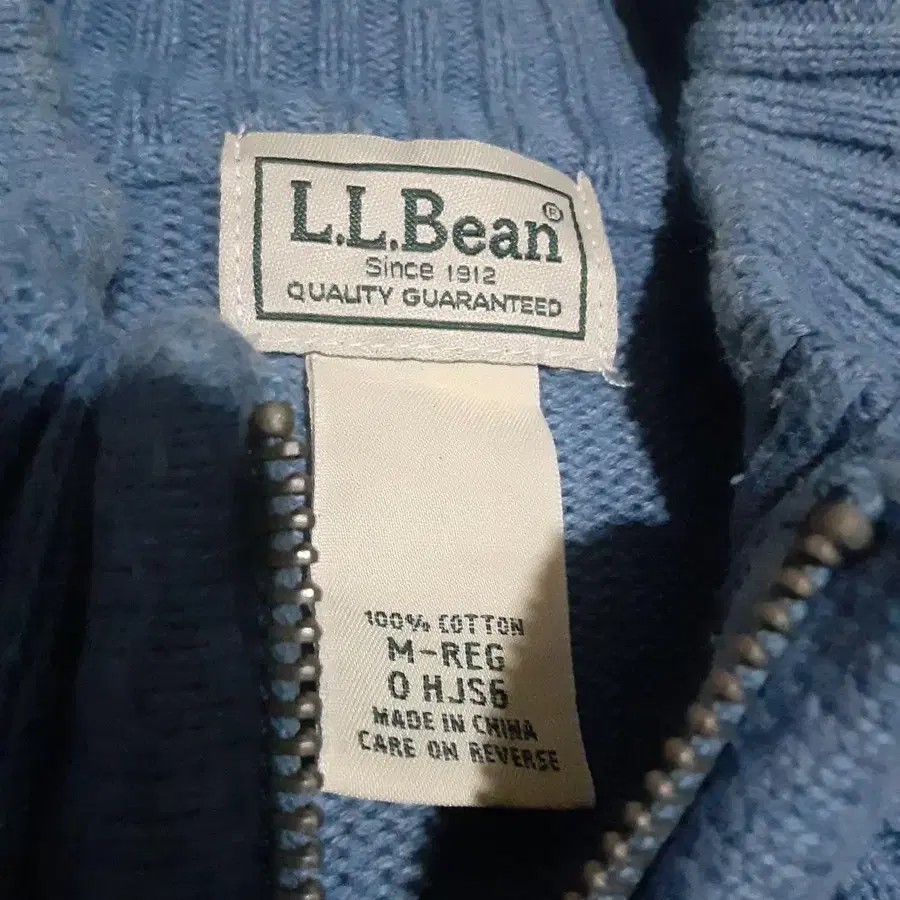 L.L.Bean®
Since 1912
QUALITY GUARANTEED
100% COTTON
M-REG
0 HJS6
MADE IN CHINA
CARE ON REVERSE